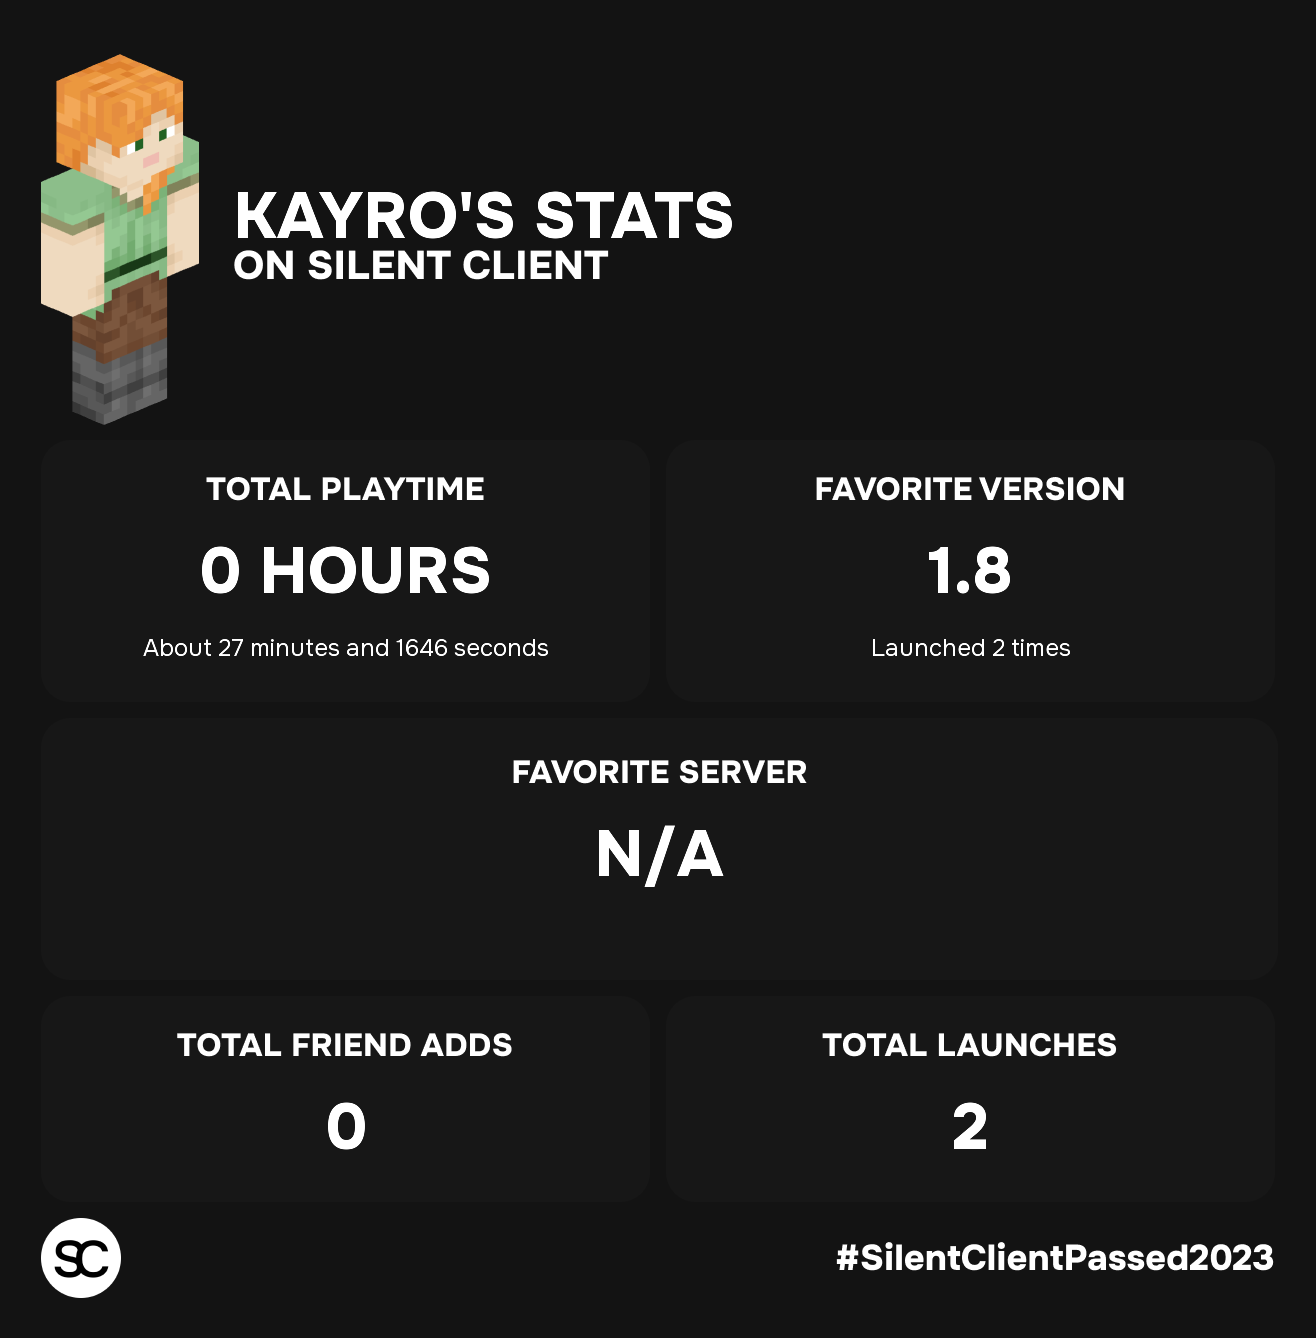 KAYRO'S STATS
ON SILENT CLIENT
TOTAL PLAYTIME
0 HOURS
About 27 minutes and 1646 seconds
FAVORITE VERSION
1.8
Launched 2 times
FAVORITE SERVER
N/A
TOTAL FRIEND ADDS
0
TOTAL LAUNCHES
2
SC
#SilentClientPassed2023